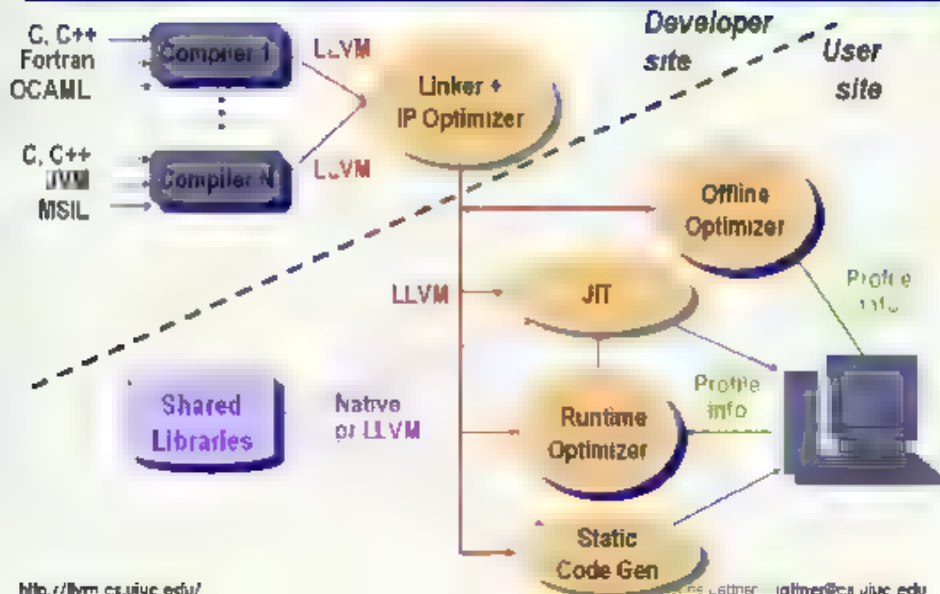 C, C++
Fortran
OCAML
Compiler 1
LLVM
Linker +
IP Optimizer
Developer
site
User
site
C, C++
JVM
MSIL
Compiler N
LLVM
Offline
Optimizer
LLVM
JIT
Profile
info
Shared
Libraries
Native
or LLVM
Runtime
Optimizer
Profile
info
Static
Code Gen
http://llvm.cs.uiuc.edu/
Lattner